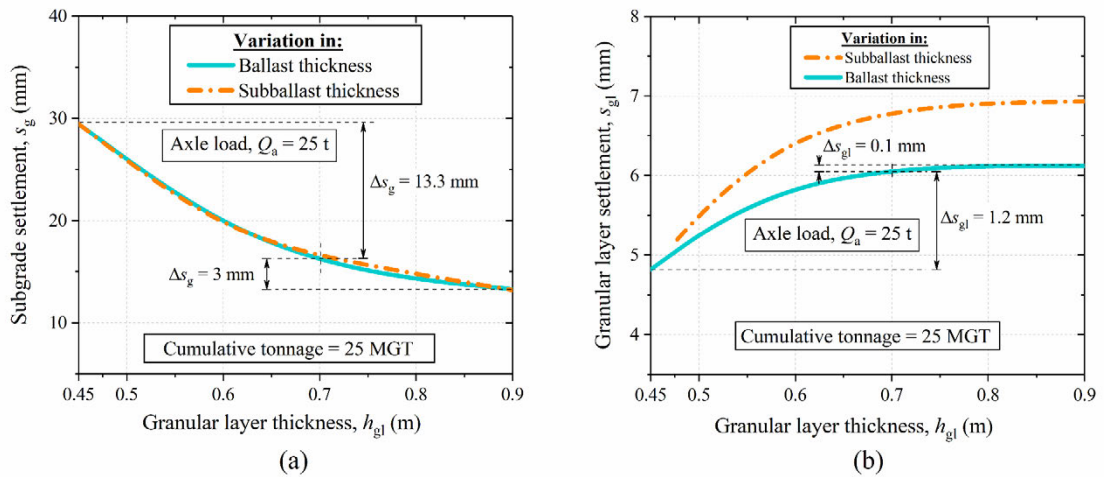 40
30
20
10
Subgrade settlement, sg (mm)
Variation in:
Ballast thickness
Subballast thickness
Axle load, Qa = 25 t
Δsg = 13.3 mm
Δsg = 3 mm
Cumulative tonnage = 25 MGT
0.45 0.5 0.6 0.7 0.8 0.9
Granular layer thickness, hgl (m)
(a)
8
7
6
5
4
Granular layer settlement, sgl (mm)
Variation in:
Subballast thickness
Ballast thickness
Δsgl = 0.1 mm
Δsgl = 1.2 mm
Axle load, Qa = 25 t
Cumulative tonnage = 25 MGT
0.45 0.5 0.6 0.7 0.8 0.9
Granular layer thickness, hgl (m)
(b)